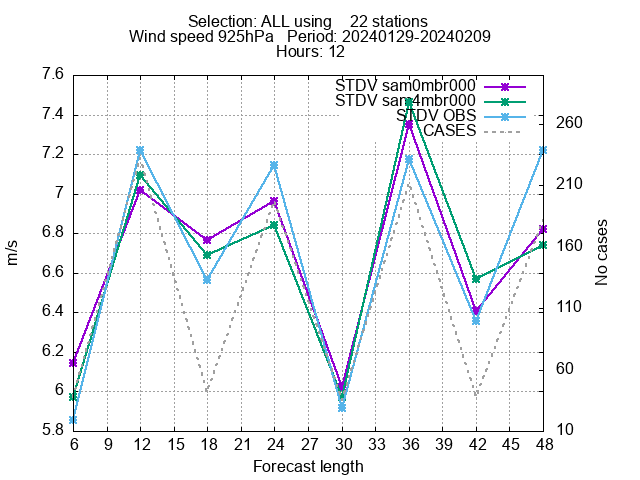 Selection: ALL using 22 stations
Wind speed 925hPa Period: 20240129-20240209
Hours: 12
STDV sam0mbr000
STDV sam4mbr000
STDV OBS
CASES
7.6
7.4
7.2
7
6.8
6.6
6.4
6.2
6
5.8
260
210
160
110
60
10
m/s
No cases
6 9 12 15 18 21 24 27 30 33 36 39 42 45 48
Forecast length